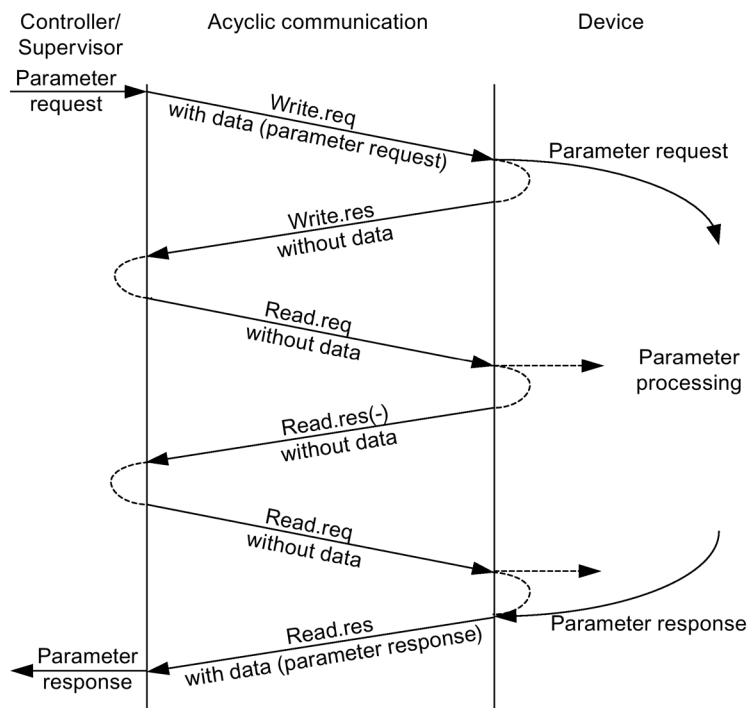 Controller/
Supervisor
Acyclic communication
Device
Parameter
request
Write.req
with data (parameter request)
Parameter request
Write.res
without data
Read.req
without data
Parameter
processing
Read.res(-)
without data
Read.req
without data
Parameter response
Read.res
with data (parameter response)
Parameter
response